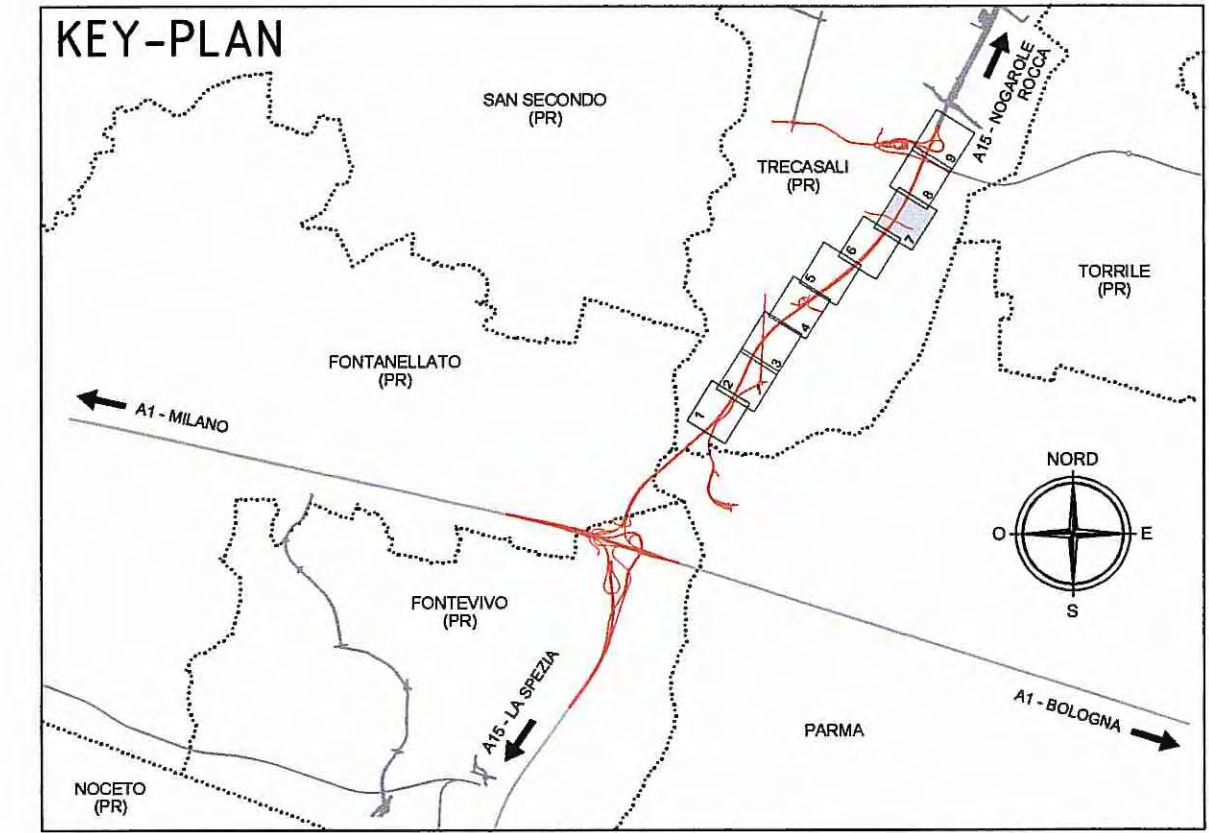 KEY-PLAN
SAN SECONDO
(PR)
A15 - NOGAROLE
ROCCA
TRECASALI
(PR)
9
8
7
6
5
4
3
2
1
TORRILE
(PR)
FONTANELLATO
(PR)
A1 - MILANO
NORD
O
E
S
FONTEVIVO
(PR)
A15 - LA SPEZIA
A1 - BOLOGNA
PARMA
NOCETO
(PR)